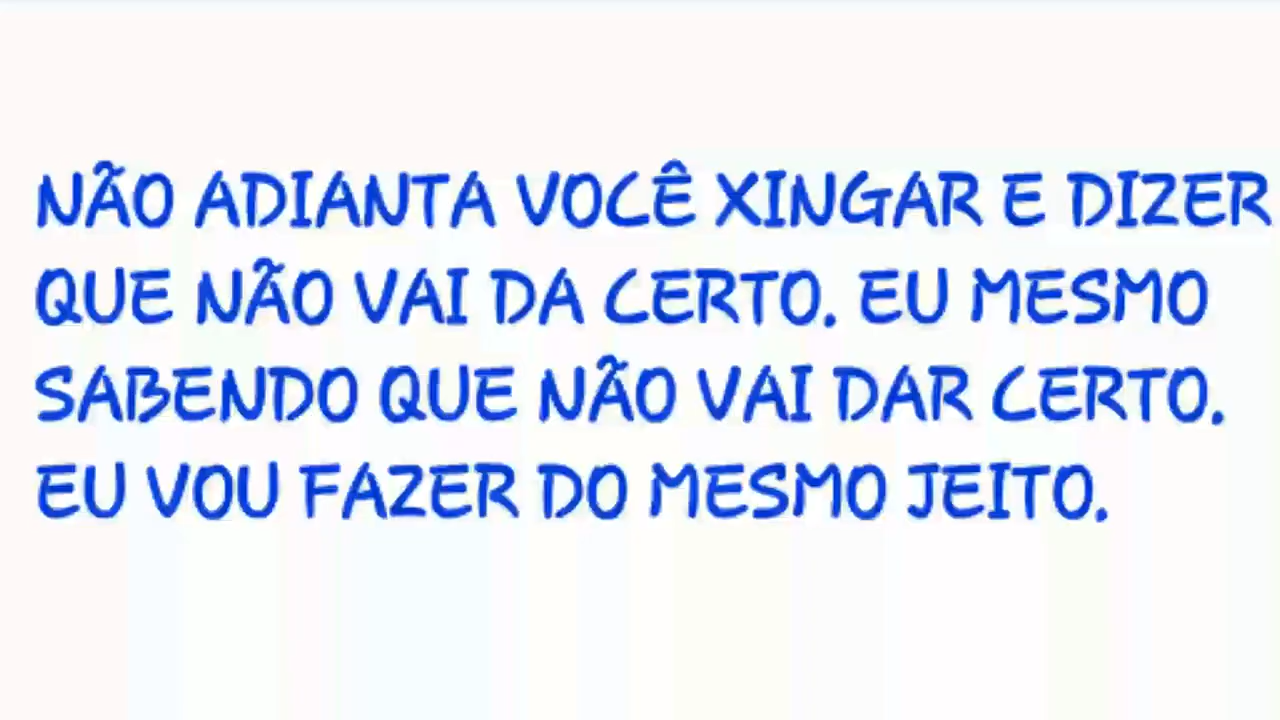 NÃO ADIANTA VOCÊ XINGAR E DIZER
QUE NÃO VAI DA CERTO. EU MESMO
SABENDO QUE NÃO VAI DAR CERTO.
EU VOU FAZER DO MESMO JEITO.